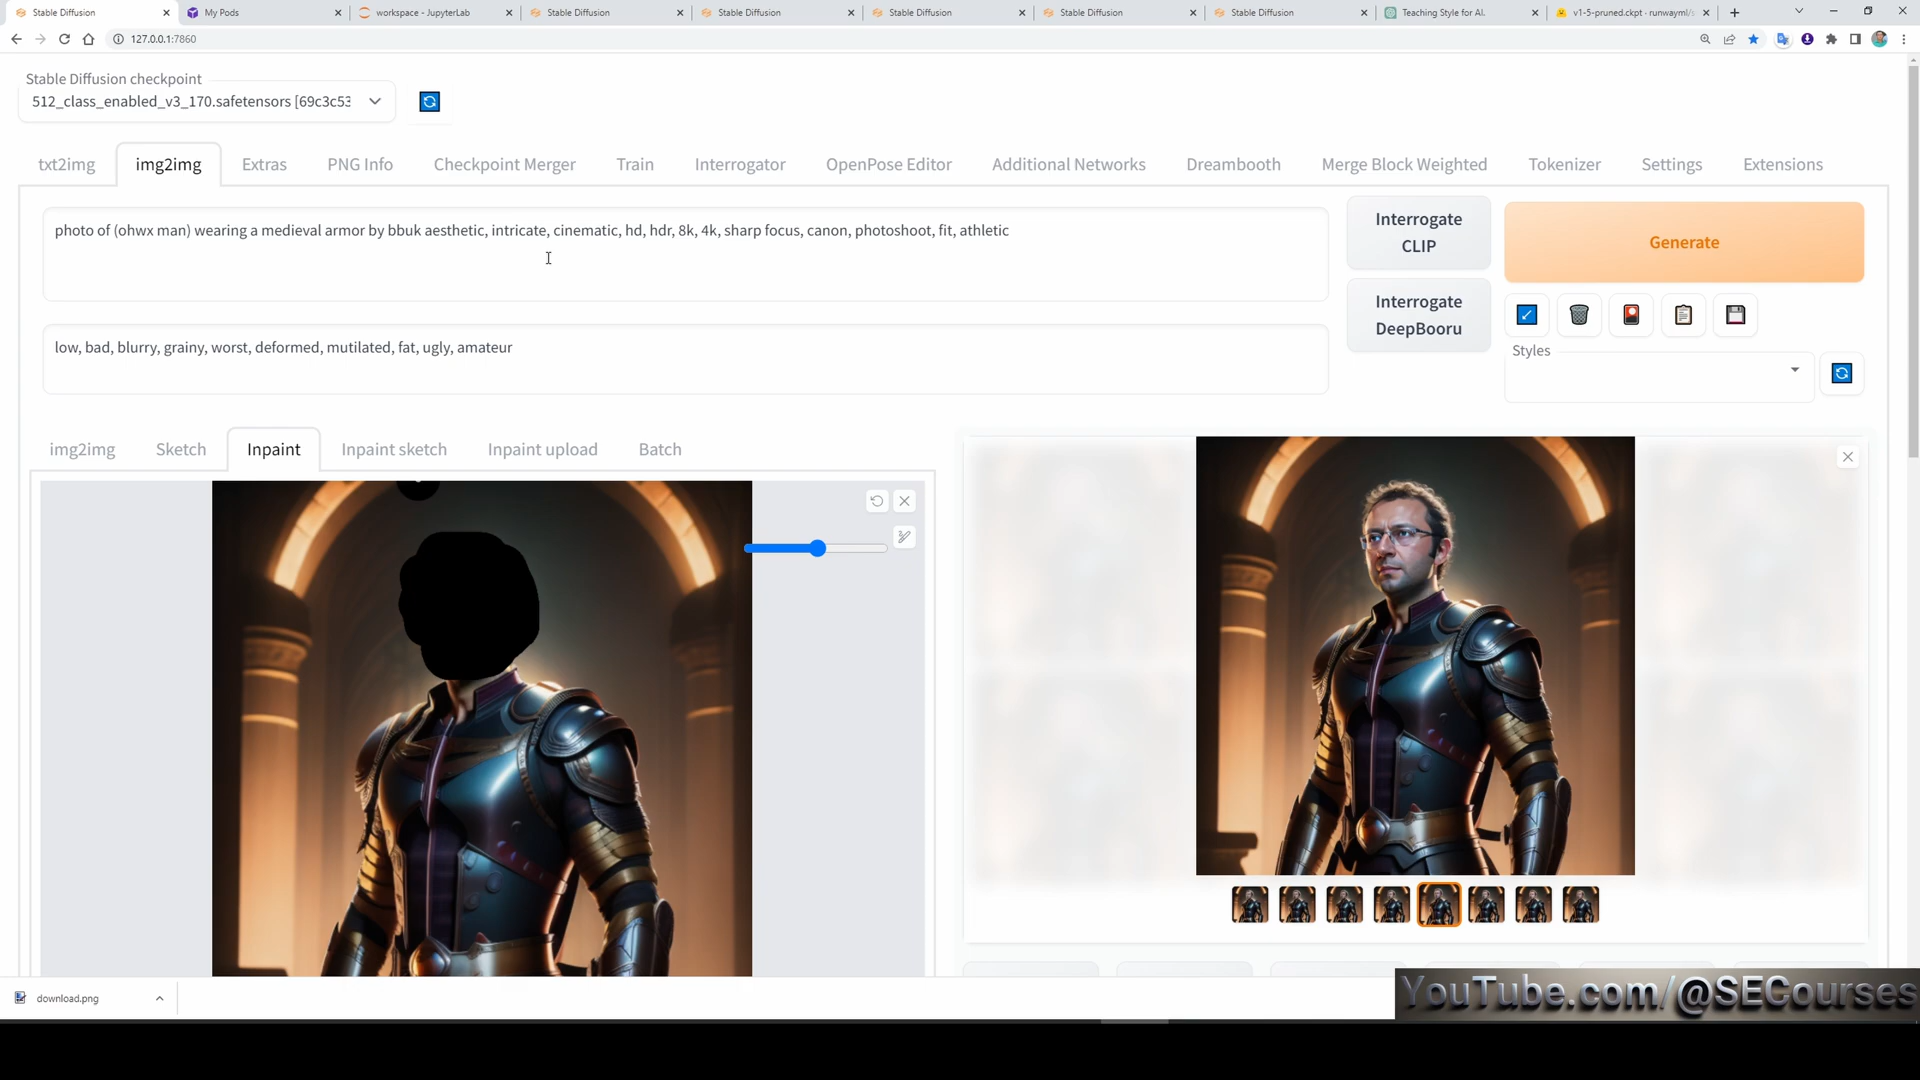 Stable Diffusion
My Pods
workspace - JupyterLab
Stable Diffusion
Stable Diffusion
Stable Diffusion
Stable Diffusion
Stable Diffusion
Teaching Style for AI.
v1-5-pruned.ckpt · runwayml/s
127.0.0.1:7860
Stable Diffusion checkpoint
512_class_enabled_v3_170.safetensors [69c3c53
txt2img
img2img
Extras
PNG Info
Checkpoint Merger
Train
Interrogator
OpenPose Editor
Additional Networks
Dreambooth
Merge Block Weighted
Tokenizer
Settings
Extensions
photo of (ohwx man) wearing a medieval armor by bbuk aesthetic, intricate, cinematic, hd, hdr, 8k, 4k, sharp focus, canon, photoshoot, fit, athletic
Interrogate
CLIP
Generate
low, bad, blurry, grainy, worst, deformed, mutilated, fat, ugly, amateur
Interrogate
DeepBooru
Styles
img2img
Sketch
Inpaint
Inpaint sketch
Inpaint upload
Batch
download.png
YouTube.com/@SECourses